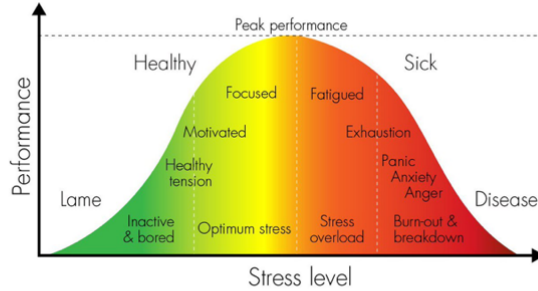 Peak performance
Healthy
Sick
Focused
Fatigued
Motivated
Exhaustion
Healthy
tension
Panic
Anxiety
Anger
Lame
Disease
Inactive
& bored
Optimum stress
Stress
overload
Burn-out &
breakdown
Performance
Stress level